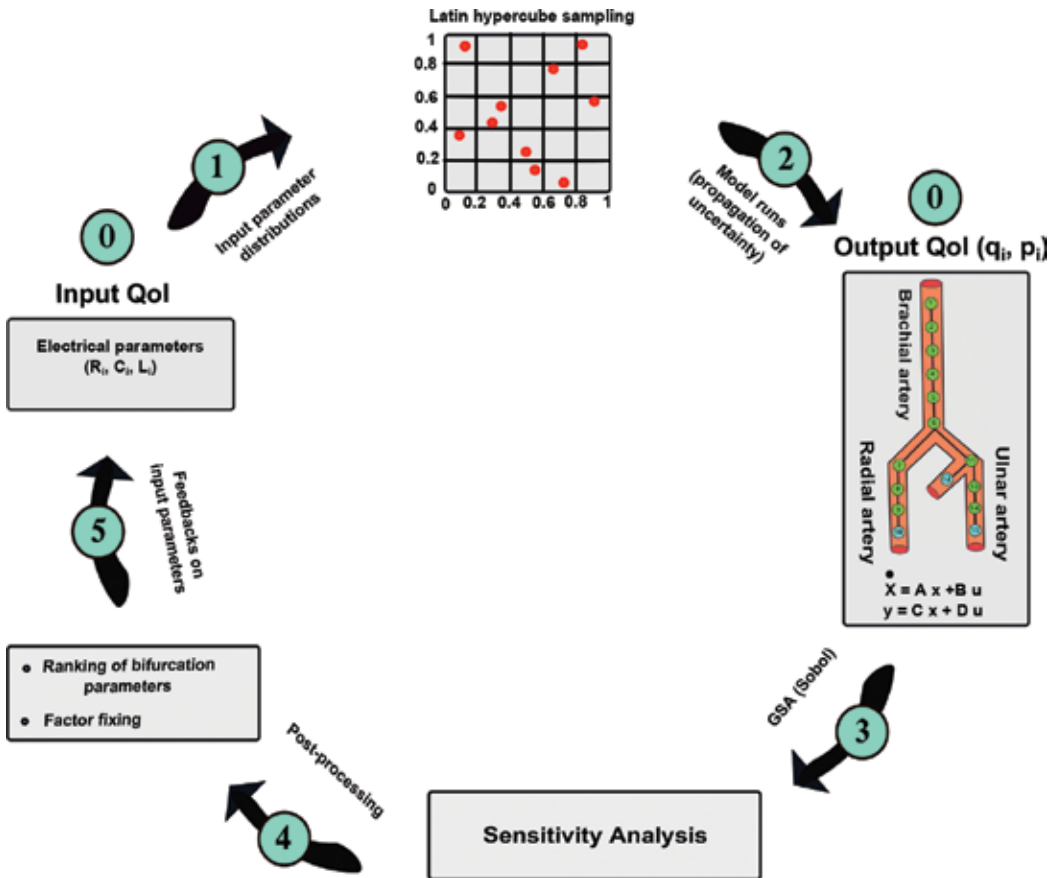 Latin hypercube sampling
1
0.8
0.6
0.4
0.2
0
0 0.2 0.4 0.6 0.8 1
1
Input parameter
distributions
2
Model runs
(propagation of
uncertainty)
0
Input QoI
Electrical parameters
(Rᵢ, Cᵢ, Lᵢ)
0
Output QoI (qᵢ, pᵢ)
Brachial artery
Radial artery
Ulnar artery
Ẋ = A x +B u
y = C x + D u
3
GSA (Sobol)
Sensitivity Analysis
4
Post-processing
• Ranking of bifurcation
parameters
• Factor fixing
5
Feedbacks on
input parameters